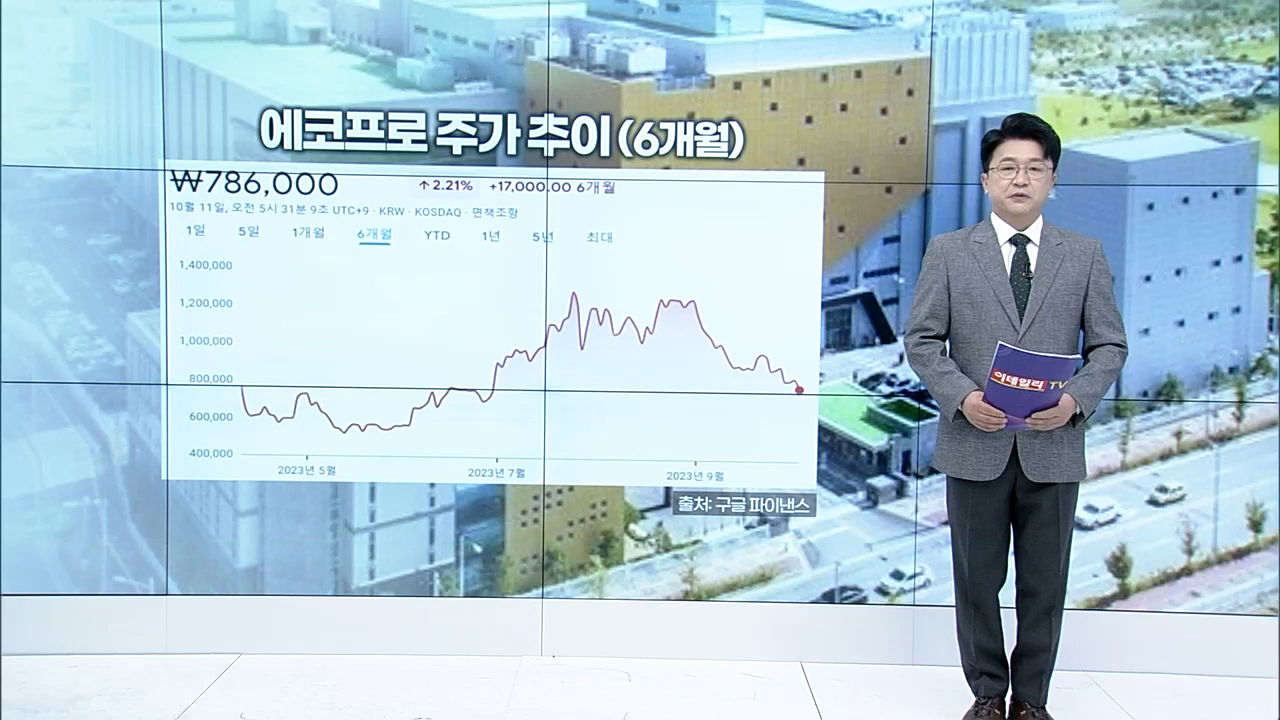 에코프로 주가 추이 (6개월)
₩786,000 ↑2.21% +17,000.00 6개월
10월 11일, 오전 5시 31분 9초 UTC+9 · KRW · KOSDAQ · 면책조항
1일 5일 1개월 6개월 YTD 1년 5년 최대
1,400,000
1,200,000
1,000,000
800,000
600,000
400,000
2023년 5월 2023년 7월 2023년 9월
출처: 구글 파이낸스
이데일리 TV